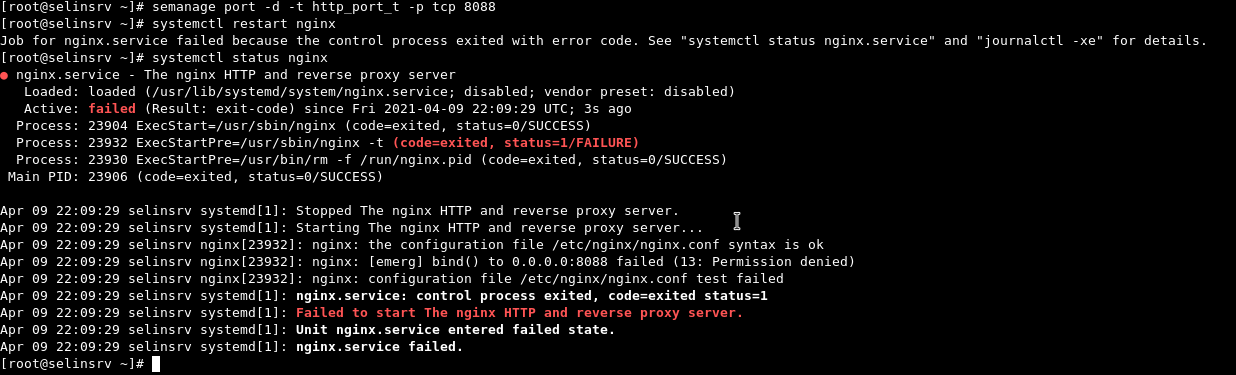 [root@selinsrv ~]# semanage port -d -t http_port_t -p tcp 8088
[root@selinsrv ~]# systemctl restart nginx
Job for nginx.service failed because the control process exited with error code. See "systemctl status nginx.service" and "journalctl -xe" for details.
[root@selinsrv ~]# systemctl status nginx
● nginx.service - The nginx HTTP and reverse proxy server
   Loaded: loaded (/usr/lib/systemd/system/nginx.service; disabled; vendor preset: disabled)
   Active: failed (Result: exit-code) since Fri 2021-04-09 22:09:29 UTC; 3s ago
  Process: 23904 ExecStart=/usr/sbin/nginx (code=exited, status=0/SUCCESS)
  Process: 23932 ExecStartPre=/usr/sbin/nginx -t (code=exited, status=1/FAILURE)
  Process: 23930 ExecStartPre=/usr/bin/rm -f /run/nginx.pid (code=exited, status=0/SUCCESS)
 Main PID: 23906 (code=exited, status=0/SUCCESS)

Apr 09 22:09:29 selinsrv systemd[1]: Stopped The nginx HTTP and reverse proxy server.
Apr 09 22:09:29 selinsrv systemd[1]: Starting The nginx HTTP and reverse proxy server...
Apr 09 22:09:29 selinsrv nginx[23932]: nginx: the configuration file /etc/nginx/nginx.conf syntax is ok
Apr 09 22:09:29 selinsrv nginx[23932]: nginx: [emerg] bind() to 0.0.0.0:8088 failed (13: Permission denied)
Apr 09 22:09:29 selinsrv nginx[23932]: nginx: configuration file /etc/nginx/nginx.conf test failed
Apr 09 22:09:29 selinsrv systemd[1]: nginx.service: control process exited, code=exited status=1
Apr 09 22:09:29 selinsrv systemd[1]: Failed to start The nginx HTTP and reverse proxy server.
Apr 09 22:09:29 selinsrv systemd[1]: Unit nginx.service entered failed state.
Apr 09 22:09:29 selinsrv systemd[1]: nginx.service failed.
[root@selinsrv ~]#